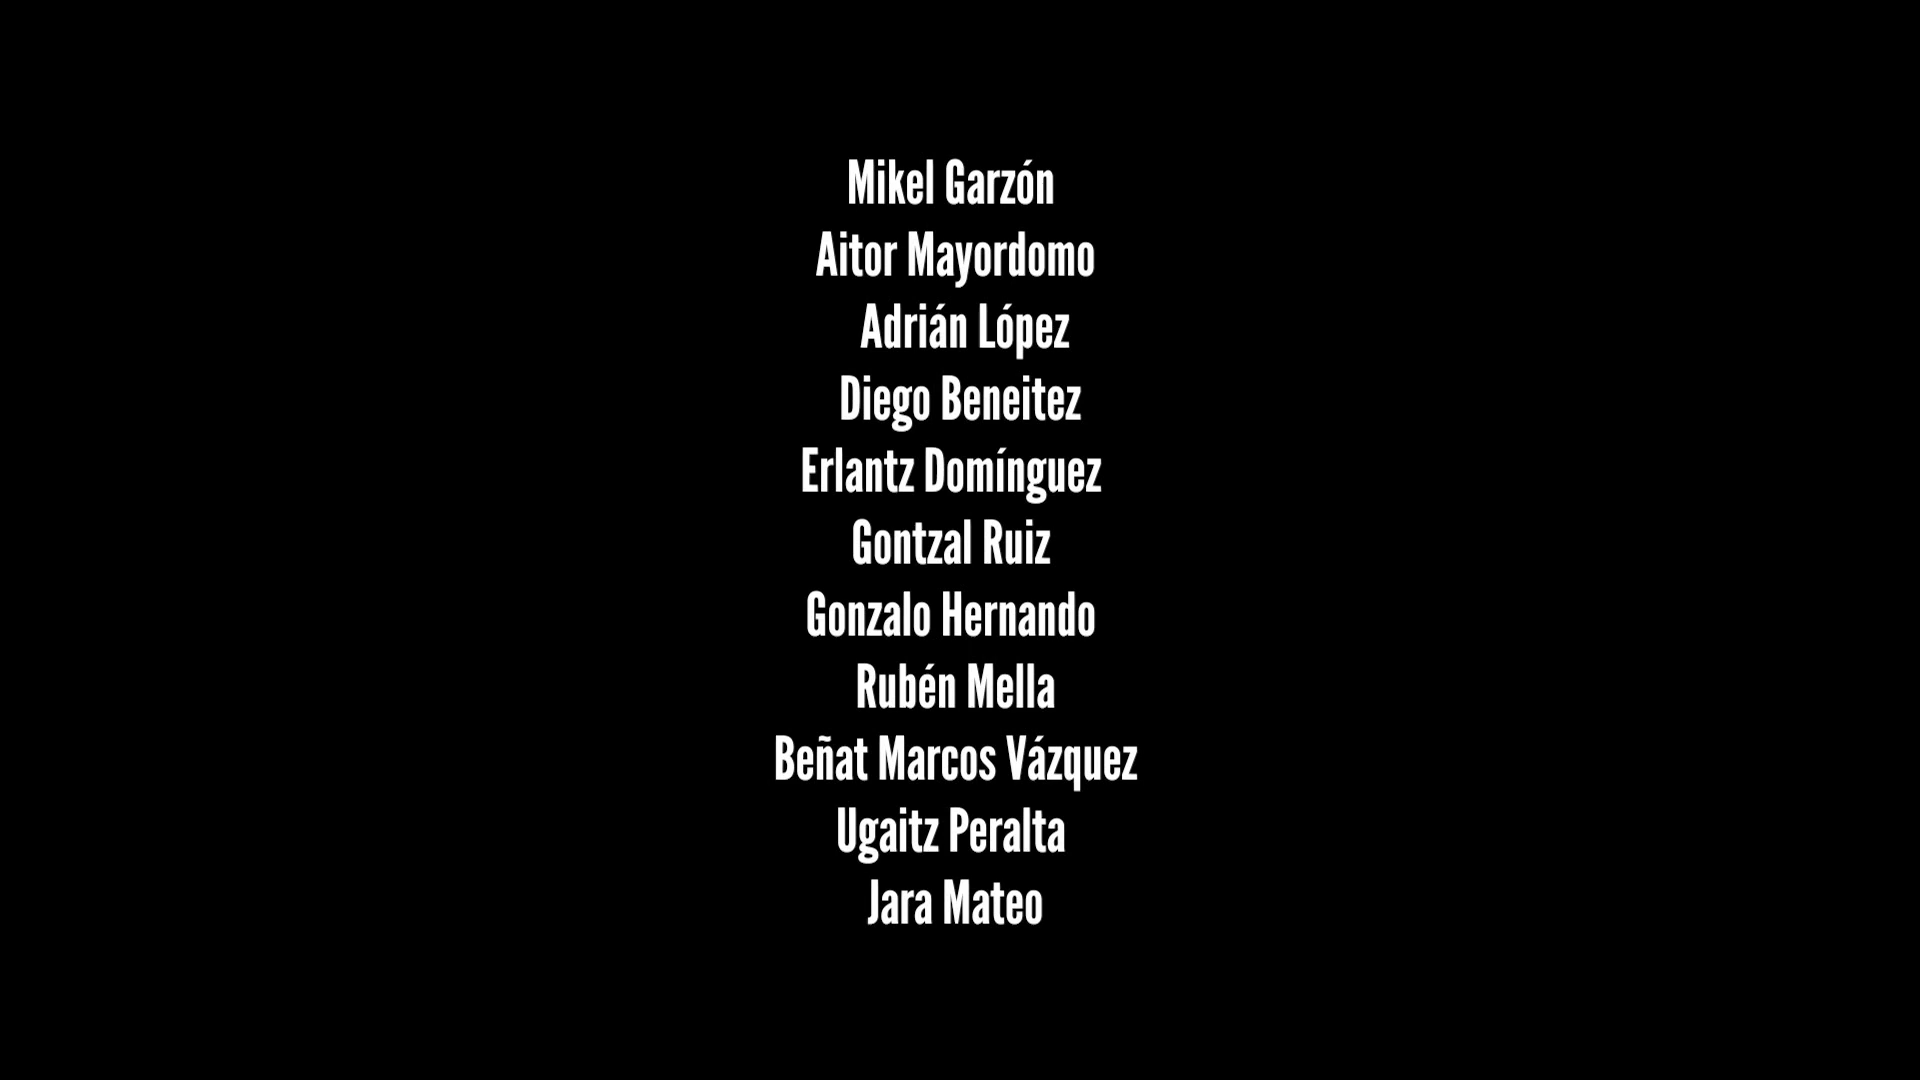 Mikel Garzón
Aitor Mayordomo
Adrián López
Diego Beneitez
Erlantz Domínguez
Gontzal Ruiz
Gonzalo Hernando
Rubén Mella
Beñat Marcos Vázquez
Ugaitz Peralta
Jara Mateo